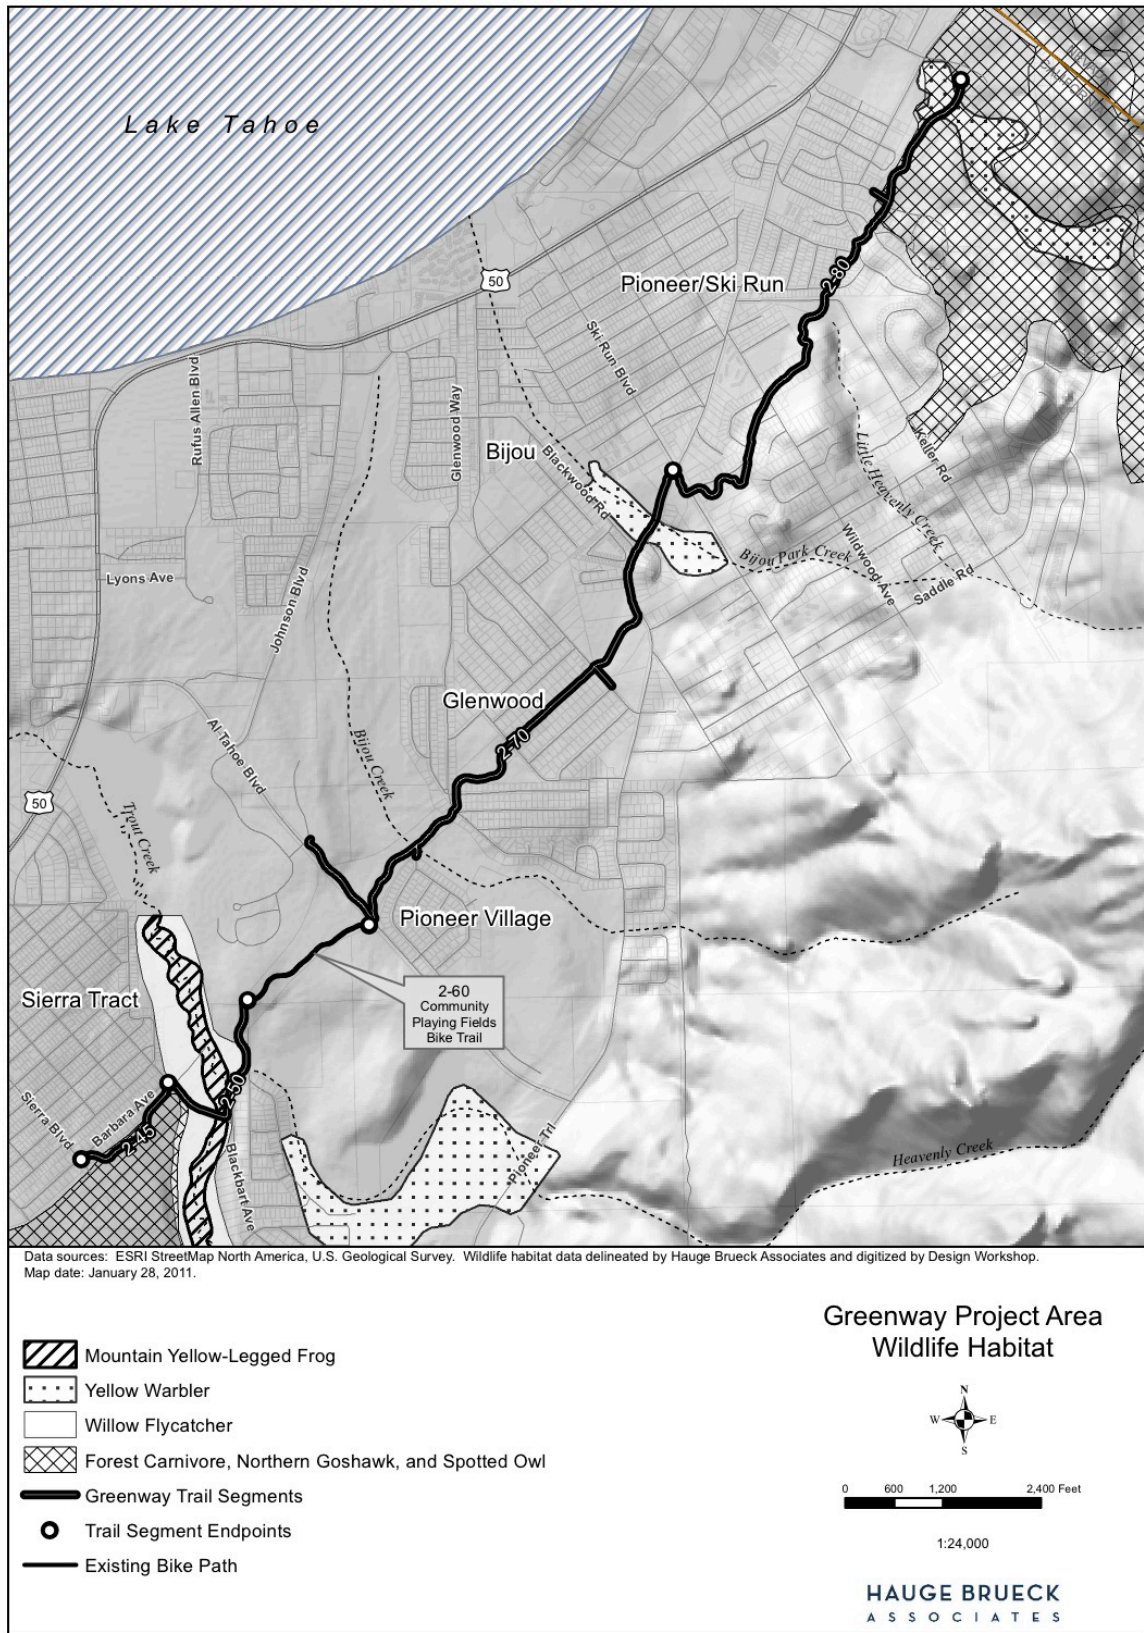 Lake Tahoe
NEVADA
CALIFORNIA
50
Pioneer/Ski Run
2-80
Ski Run Blvd
Rufus Allen Blvd
Glenwood Way
Bijou
Blackwood Rd
Little Heavenly Creek
Keller Rd
Bijou Park Creek
Wildwood Ave
Saddle Rd
Lyons Ave
Johnson Blvd
Glenwood
2-70
Al Tahoe Blvd
Bijou Creek
50
Trout Creek
Pioneer Village
Sierra Tract
2-60
Community
Playing Fields
Bike Trail
2-50
Barbara Ave
Sierra Blvd
2-45
Blackbart Ave
Pioneer Trl
Heavenly Creek
Data sources: ESRI StreetMap North America, U.S. Geological Survey. Wildlife habitat data delineated by Hauge Brueck Associates and digitized by Design Workshop.
Map date: January 28, 2011.
Mountain Yellow-Legged Frog
Yellow Warbler
Willow Flycatcher
Forest Carnivore, Northern Goshawk, and Spotted Owl
Greenway Trail Segments
Trail Segment Endpoints
Existing Bike Path
Greenway Project Area
Wildlife Habitat
N
W E
S
0 600 1,200 2,400 Feet
1:24,000
HAUGE BRUECK
ASSOCIATES